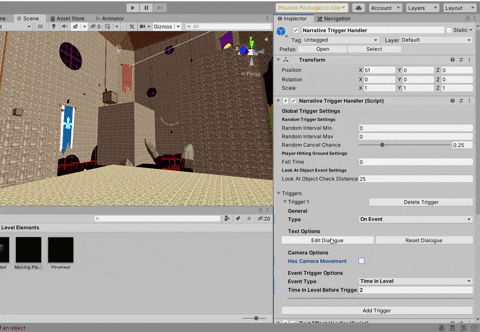 Preview Packages in Use
Account
Layers
Layout
Scene
Asset Store
Animator
Gizmos
All
Persp
Inspector
Navigation
Narrative Trigger Handler
Static
Tag Untagged Layer Default
Prefab Open Select
Transform
Position X 51 Y 0 Z 0
Rotation X 0 Y 0 Z 0
Scale X 1 Y 1 Z 1
Narrative Trigger Handler (Script)
Global Trigger Settings
Random Trigger Settings
Random Interval Min 0
Random Interval Max 0
Random Cancel Chance 0.25
Player-Hitting Ground Settings
Fall Time 0
Look At Object Event Settings
Look At Object Check Distance 25
Triggers
Trigger 1 Delete Trigger
General
Type On Event
Text Options
Edit Dialogue Reset Dialogue
Camera Options
Has Camera Movement
Event Trigger Options
Event Type Time In Level
Time In Level Before Trigge 2
Add Trigger
Level Elements
20
Moving Pla...
Pinwheel
an object